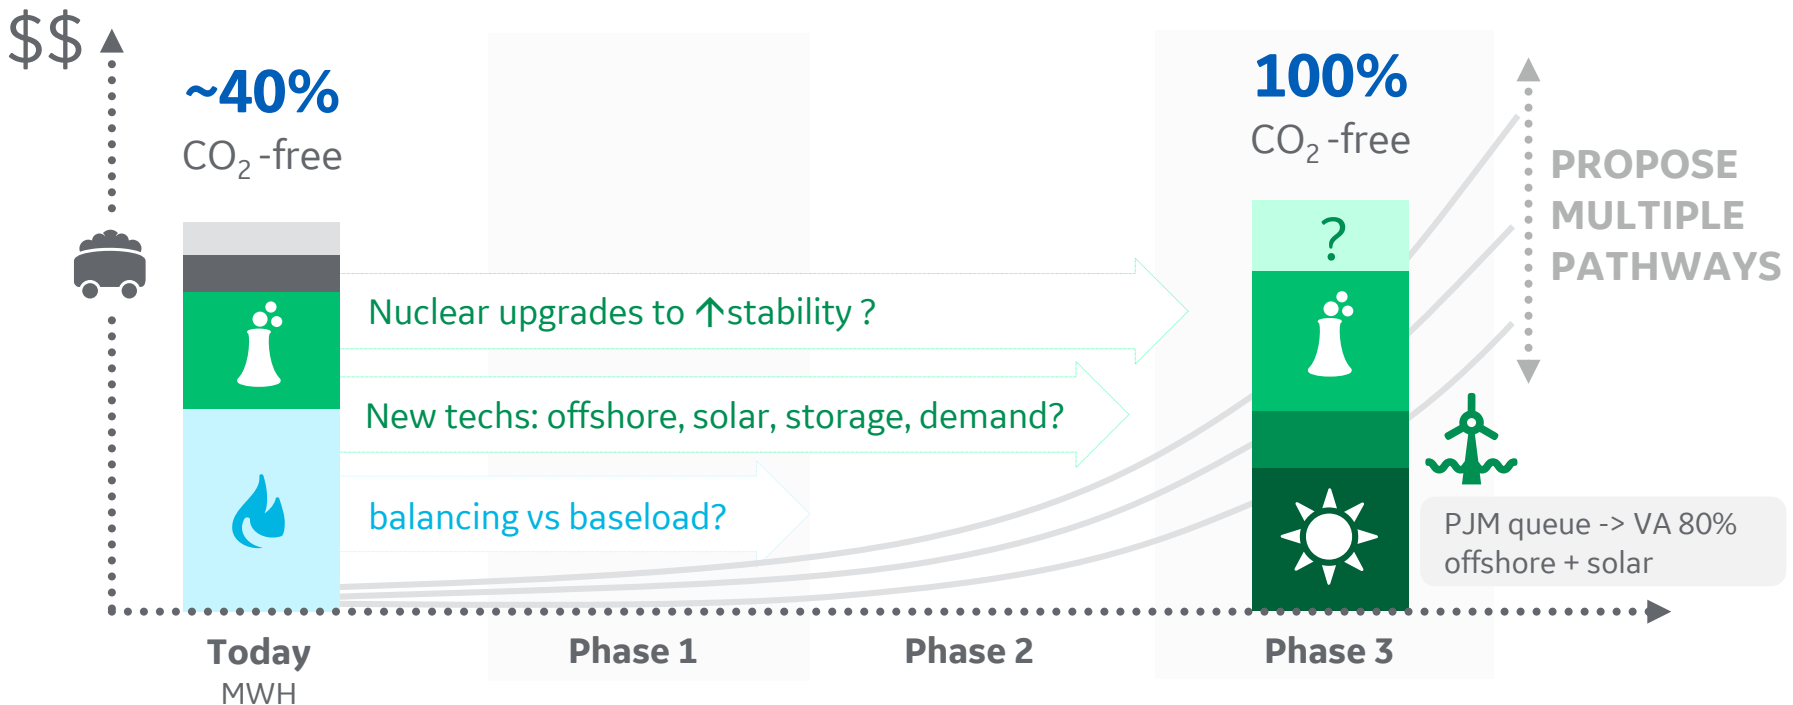 $$
~40%
CO₂ -free
100%
CO₂ -free
PROPOSE
MULTIPLE
PATHWAYS
?
Nuclear upgrades to ↑stability ?
New techs: offshore, solar, storage, demand?
balancing vs baseload?
PJM queue -> VA 80%
offshore + solar
Today
MWH
Phase 1
Phase 2
Phase 3